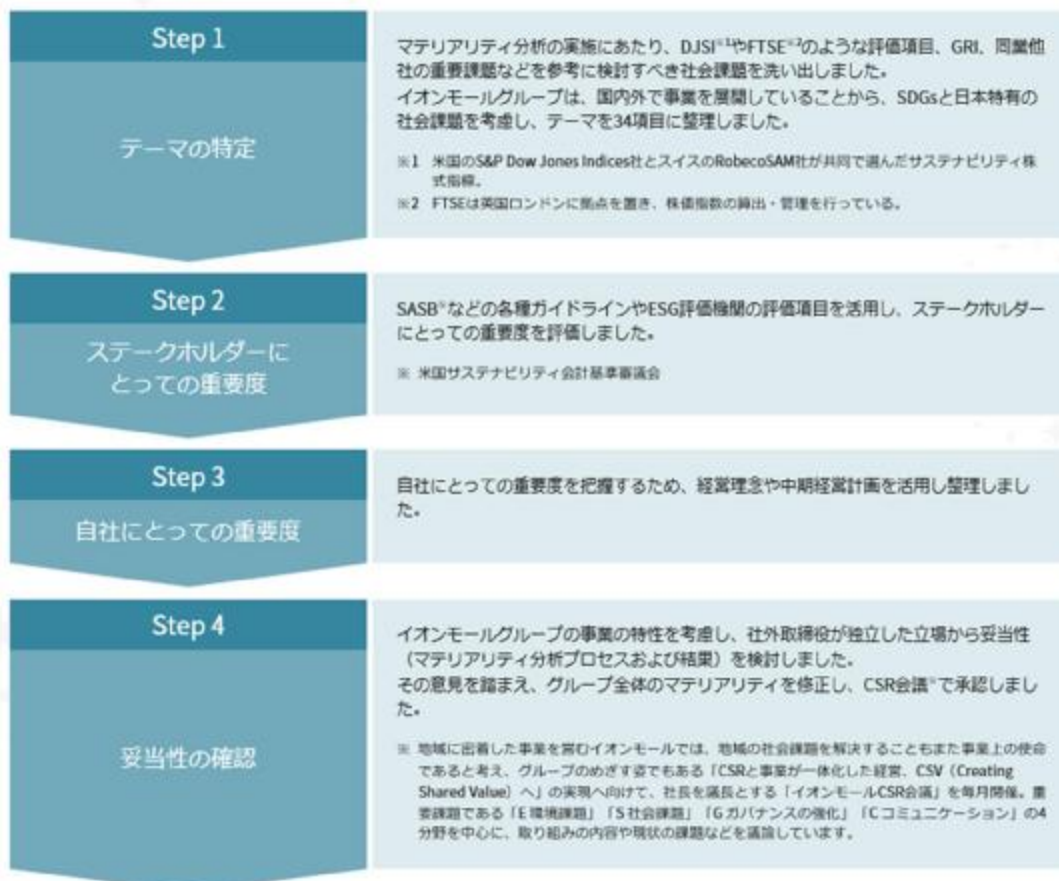 Step 1
テーマの特定
マテリアリティ分析の実施にあたり、DJSI※1やFTSE※2のような評価項目、GRI、同業他
社の重要課題などを参考に検討すべき社会課題を洗い出しました。
イオンモールグループは、国内外で事業を展開していることから、SDGsと日本特有の
社会課題を考慮し、テーマを34項目に整理しました。
※1 米国のS&P Dow Jones Indices社とスイスのRobecoSAM社が共同で選んだサステナビリティ株
式指標。
※2 FTSEは英国ロンドンに拠点を置き、株価指数の算出・管理を行っている。
Step 2
ステークホルダーに
とっての重要度
SASB※などの各種ガイドラインやESG評価機関の評価項目を活用し、ステークホルダー
にとっての重要度を評価しました。
※ 米国サステナビリティ会計基準審議会
Step 3
自社にとっての重要度
自社にとっての重要度を把握するため、経営理念や中期経営計画を活用し整理しまし
た。
Step 4
妥当性の確認
イオンモールグループの事業の特性を考慮し、社外取締役が独立した立場から妥当性
（マテリアリティ分析プロセスおよび結果）を検討しました。
その意見を踏まえ、グループ全体のマテリアリティを修正し、CSR会議※で承認しまし
た。
※ 地域に密着した事業を営むイオンモールでは、地域の社会課題を解決することもまた事業上の使命
であると考え、グループのめざす姿でもある「CSRと事業が一体化した経営、CSV（Creating
Shared Value）へ」の実現へ向けて、社長を議長とする「イオンモールCSR会議」を毎月開催。重
要課題である「E 環境課題」「S 社会課題」「G ガバナンスの強化」「C コミュニケーション」の4
分野を中心に、取り組みの内容や現状の課題などを議論しています。